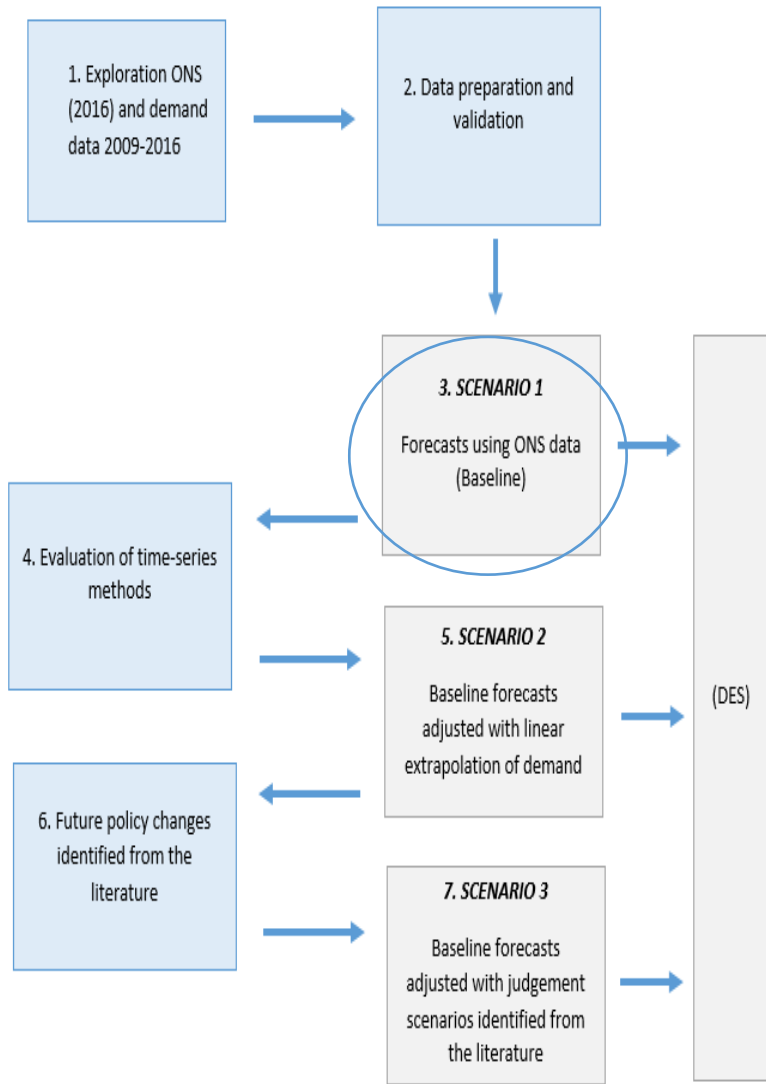 1. Exploration ONS
(2016) and demand
data 2009-2016
2. Data preparation and
validation
3. SCENARIO 1
Forecasts using ONS data
(Baseline)
4. Evaluation of time-series
methods
5. SCENARIO 2
Baseline forecasts
adjusted with linear
extrapolation of demand
(DES)
6. Future policy changes
identified from the
literature
7. SCENARIO 3
Baseline forecasts
adjusted with judgement
scenarios identified from
the literature